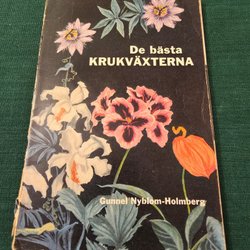 De bästa
KRUKVÄXTERNA
Gunnel Nyblom-Holmberg